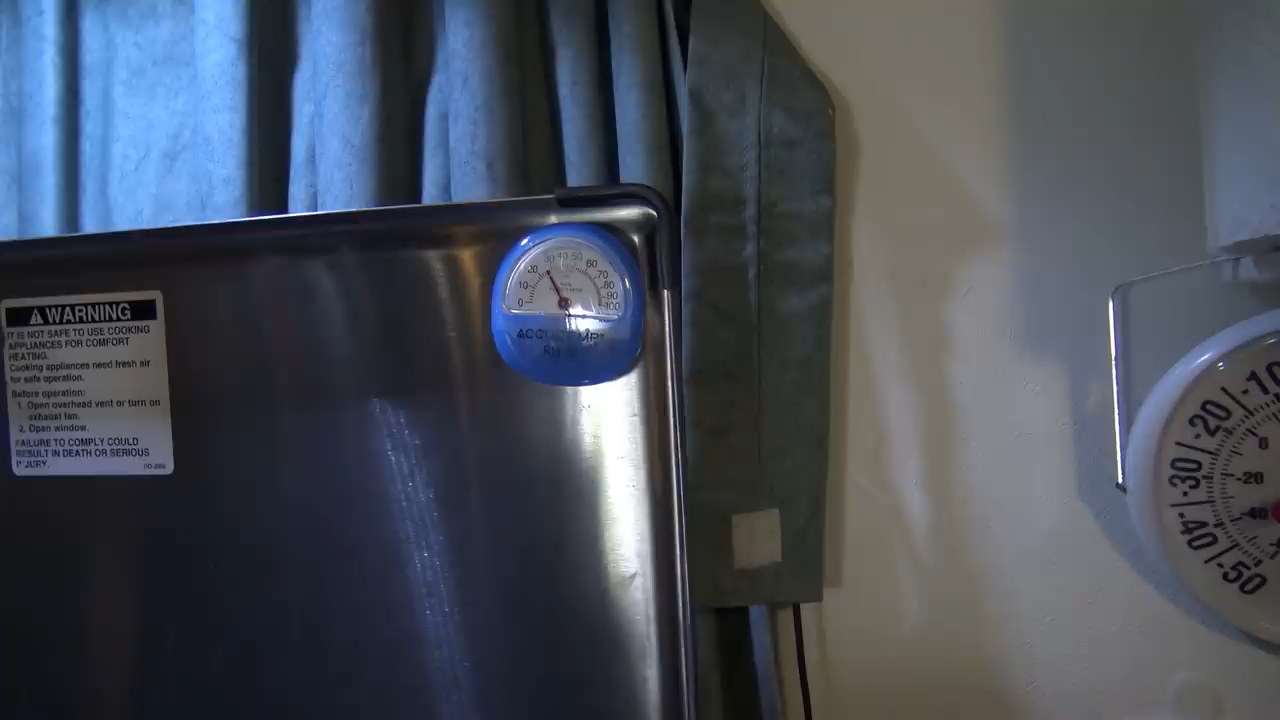 WARNING
IT IS NOT SAFE TO USE COOKING
APPLIANCES FOR COMFORT
HEATING.
Cooking appliances need fresh air
for safe operation.
Before operation:
1. Open overhead vent or turn on
exhaust fan.
2. Open window.
FAILURE TO COMPLY COULD
RESULT IN DEATH OR SERIOUS
INJURY.
0 10 20 30 40 50 60 70 80 90 100
-50 -40 -30 -20 -10
-40 -20 0